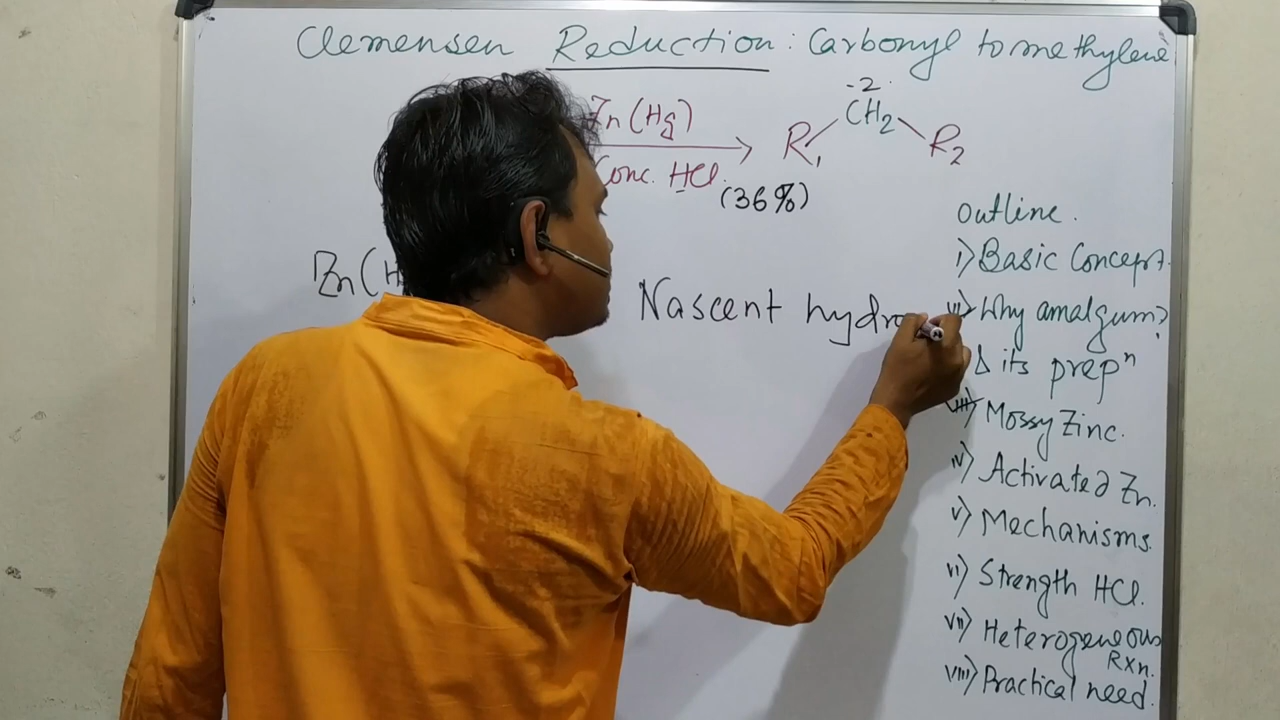 Clemensen Reduction: Carbonyl to methylene
-2
Zn(Hg)
CH2
R1
R2
Conc. HCl.
(36%)
Outline.
i) Basic Concept.
Zn(H
Nascent hydro
ii) Why amalgum?
& its prepn
iii) Mossy Zinc.
iv) Activated Zn.
v) Mechanisms.
vi) Strength HCl.
vii) Heterogeneous
Rxn.
viii) Practical need.